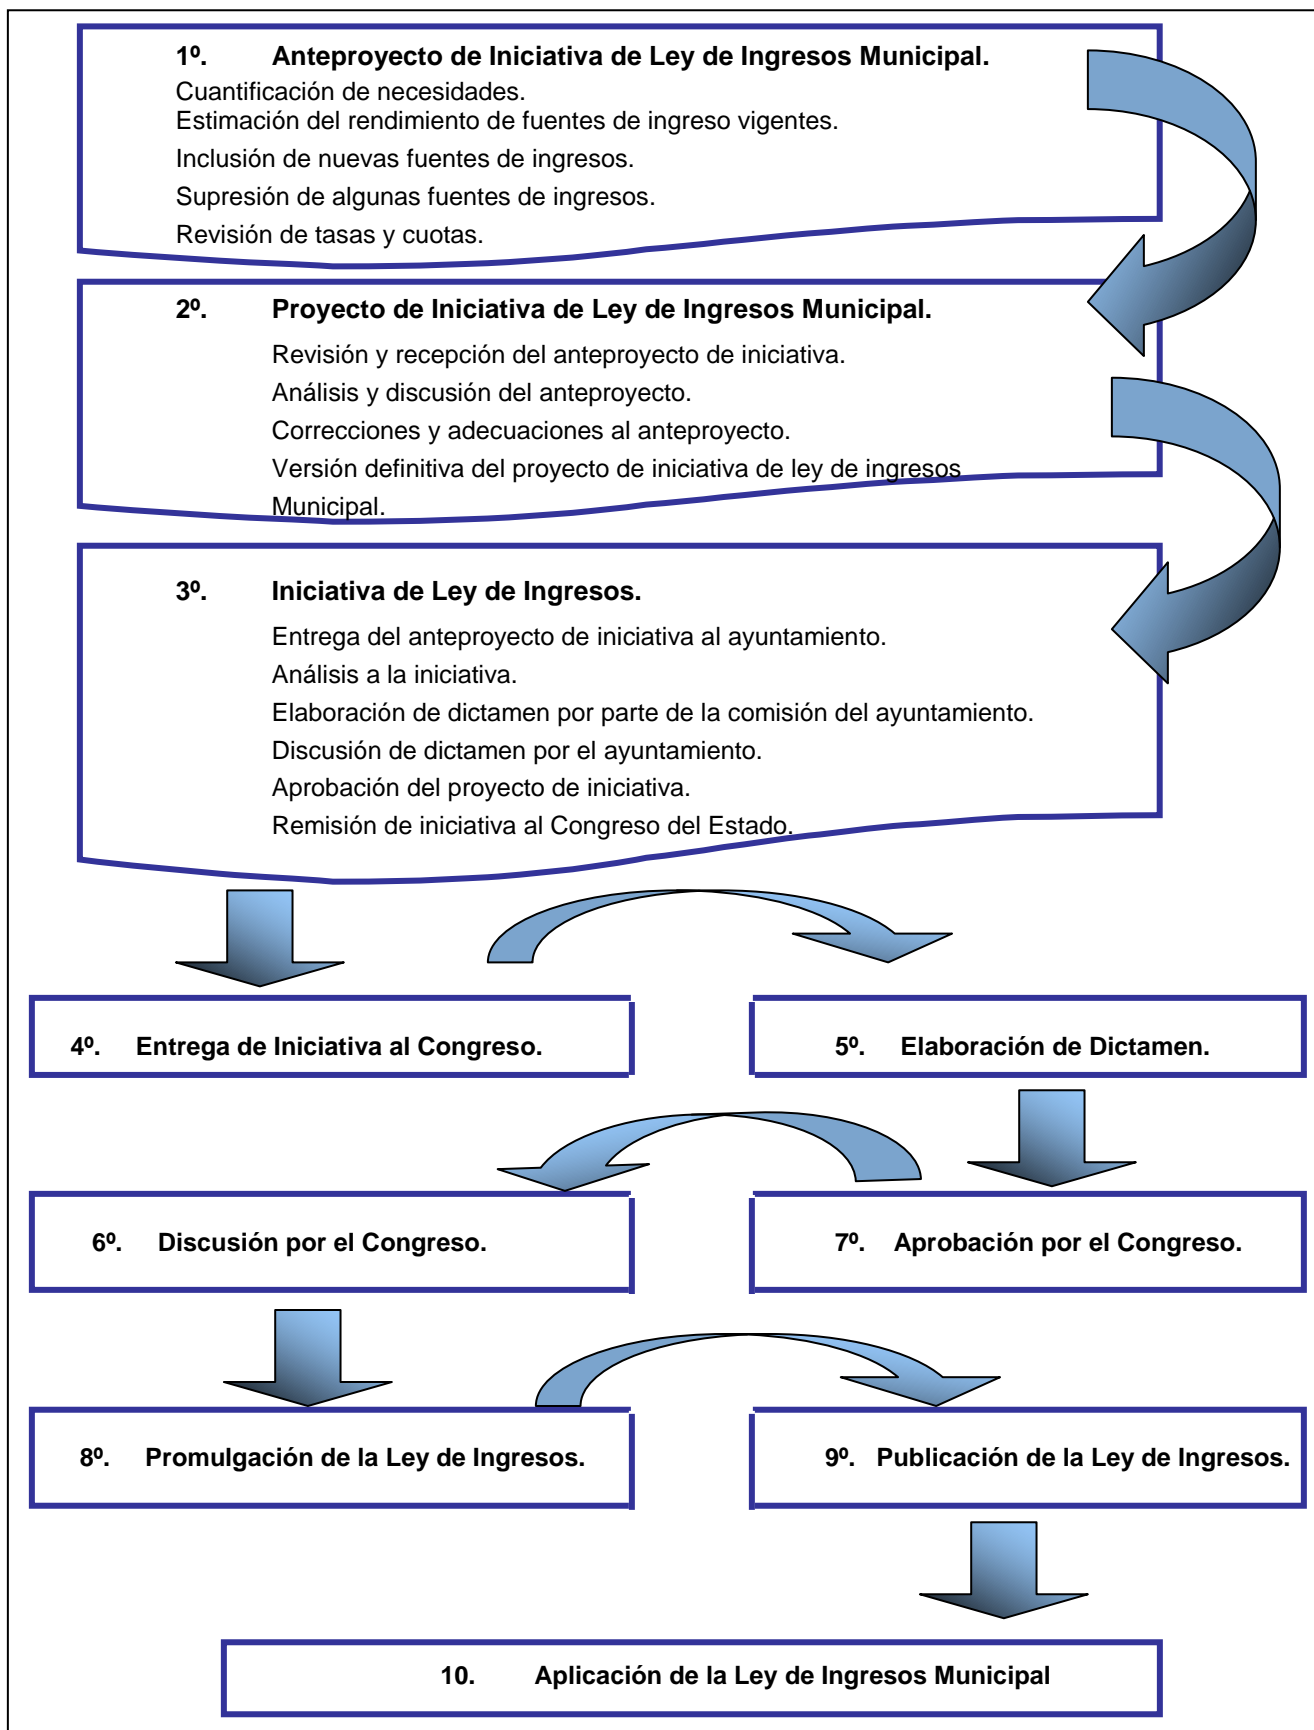 1º. Anteproyecto de Iniciativa de Ley de Ingresos Municipal.
Cuantificación de necesidades.
Estimación del rendimiento de fuentes de ingreso vigentes.
Inclusión de nuevas fuentes de ingresos.
Supresión de algunas fuentes de ingresos.
Revisión de tasas y cuotas.
2º. Proyecto de Iniciativa de Ley de Ingresos Municipal.
Revisión y recepción del anteproyecto de iniciativa.
Análisis y discusión del anteproyecto.
Correcciones y adecuaciones al anteproyecto.
Versión definitiva del proyecto de iniciativa de ley de ingresos
Municipal.
3º. Iniciativa de Ley de Ingresos.
Entrega del anteproyecto de iniciativa al ayuntamiento.
Análisis a la iniciativa.
Elaboración de dictamen por parte de la comisión del ayuntamiento.
Discusión de dictamen por el ayuntamiento.
Aprobación del proyecto de iniciativa.
Remisión de iniciativa al Congreso del Estado.
4º. Entrega de Iniciativa al Congreso.
5º. Elaboración de Dictamen.
6º. Discusión por el Congreso.
7º. Aprobación por el Congreso.
8º. Promulgación de la Ley de Ingresos.
9º. Publicación de la Ley de Ingresos.
10. Aplicación de la Ley de Ingresos Municipal